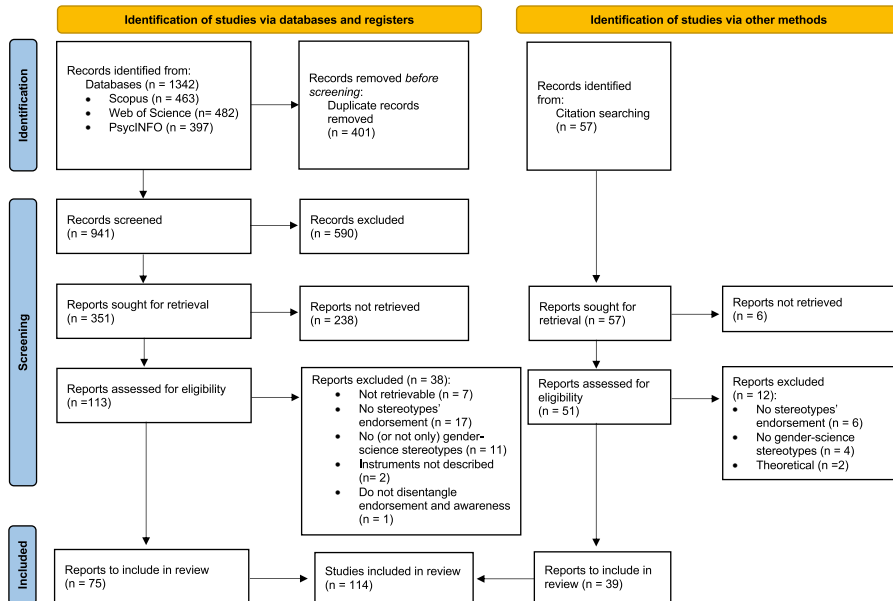 Identification of studies via databases and registers
Identification of studies via other methods
Identification
Records identified from:
Databases (n = 1342)
• Scopus (n = 463)
• Web of Science (n= 482)
• PsycINFO (n = 397)
Records removed before
screening:
Duplicate records
removed
(n = 401)
Records identified
from:
Citation searching
(n = 57)
Screening
Records screened
(n = 941)
Records excluded
(n = 590)
Reports sought for retrieval
(n = 351)
Reports not retrieved
(n = 238)
Reports sought for
retrieval (n = 57)
Reports not retrieved
(n = 6)
Reports assessed for eligibility
(n =113)
Reports excluded (n = 38):
• Not retrievable (n = 7)
• No stereotypes’
endorsement (n = 17)
• No (or not only) gender-
science stereotypes (n = 11)
• Instruments not described
(n= 2)
• Do not disentangle
endorsement and awareness
(n = 1)
Reports assessed for
eligibility
(n = 51)
Reports excluded
(n = 12):
• No stereotypes’
endorsement (n = 6)
• No gender-science
stereotypes (n = 4)
• Theoretical (n =2)
Included
Reports to include in review
(n = 75)
Studies included in review
(n = 114)
Reports to include in
review (n = 39)